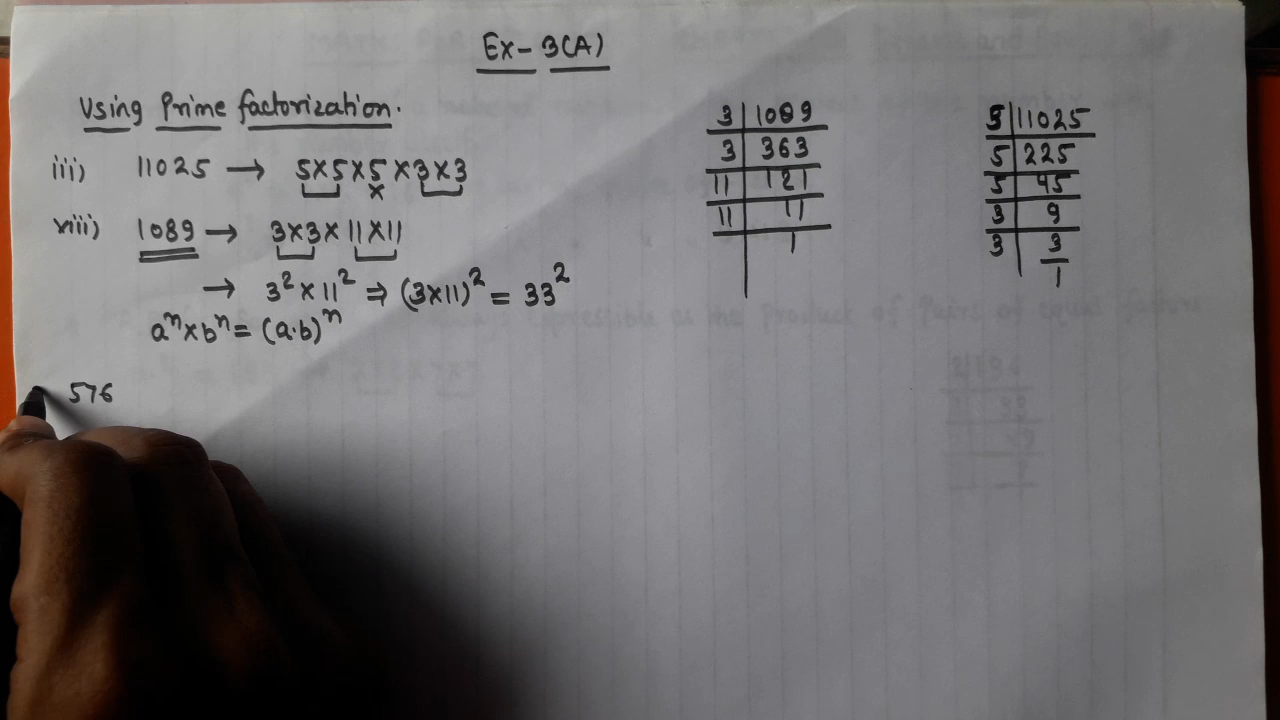 Ex- 3(A)
Using Prime factorization.
iii) 11025 → 5×5×5×3×3
×
viii) 1089 → 3×3×11×11
→ 3² × 11² ⇒ (3×11)² = 33²
aⁿ×bⁿ = (a.b)ⁿ
576
3 | 1089
3 | 363
11 | 121
11 | 11
1
5 | 11025
5 | 225
5 | 45
3 | 9
3 | 3
1